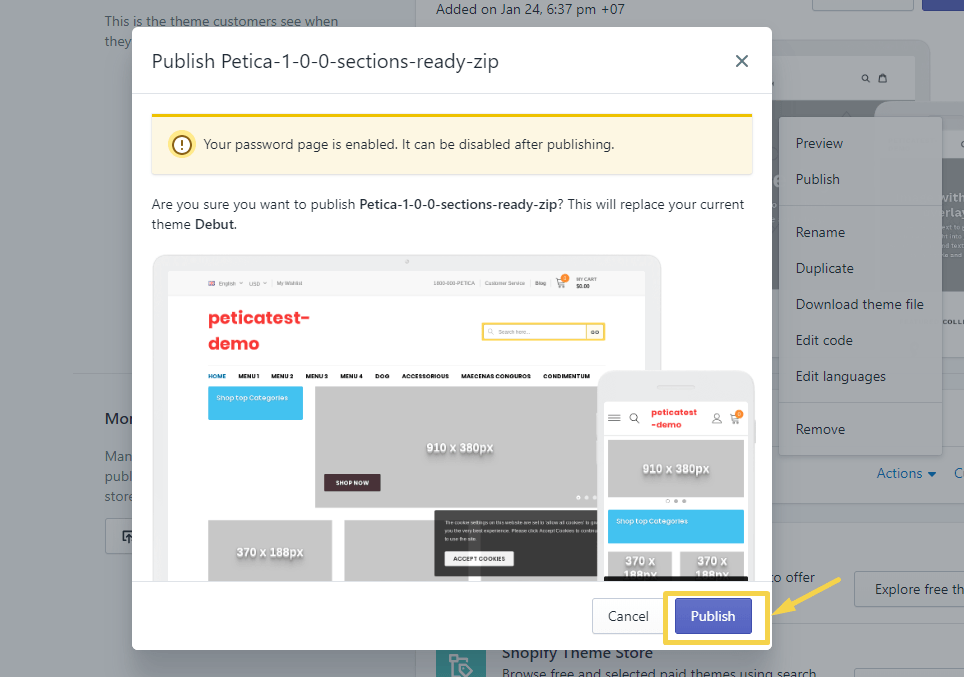 This is the theme customers see when
they
Added on Jan 24, 6:37 pm +07
Publish Petica-1-0-0-sections-ready-zip
Your password page is enabled. It can be disabled after publishing.
Are you sure you want to publish Petica-1-0-0-sections-ready-zip? This will replace your current
theme Debut.
English USD My Wishlist 1800-608-PETICA Customer Service Blog 2 MY CART
$0.00
peticatest-
demo
Search here... GO
HOME MENU 1 MENU 2 MENU 3 MENU 4 DOG ACCESSORIOUS MAECENAS CONGUROS CONDIMENTUM
Shop top Categories
910 x 380px
SHOP NOW
370 x 188px
The cookie settings on this website are set to 'allow all cookies' to
you the very best experience. Please click Accept Cookies to
to use the site.
ACCEPT COOKIES
peticatest
-demo
910 x 380px
Shop top Categories
370 x
188px
370 x
188px
Cancel
Publish
Preview
Publish
Rename
Duplicate
Download theme file
Edit code
Edit languages
Remove
Actions
to offer
Explore free th
Shopify Theme Store
Browse free and selected paid themes using search
Mor
Man
publ
store